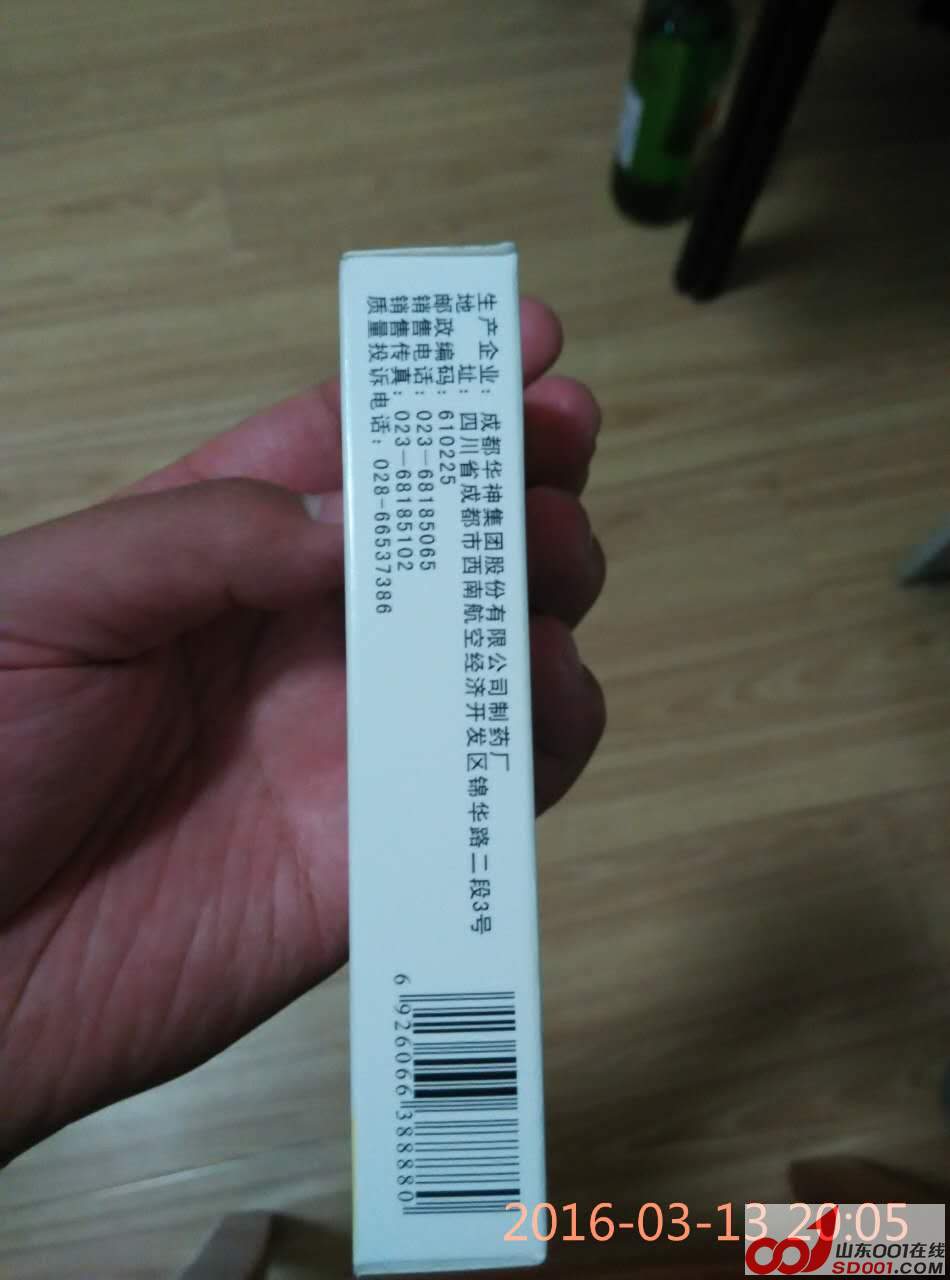 生产企业：成都华神集团股份有限公司制药厂
地　址：四川省成都市西南航空经济开发区锦华路二段3号
邮政编码：610225
销售电话：023－68185065
销售传真：023－68185102
质量投诉电话：028-66537386
6 926066 388880
2016-03-13 20:05
山东001在线
SD001.COM